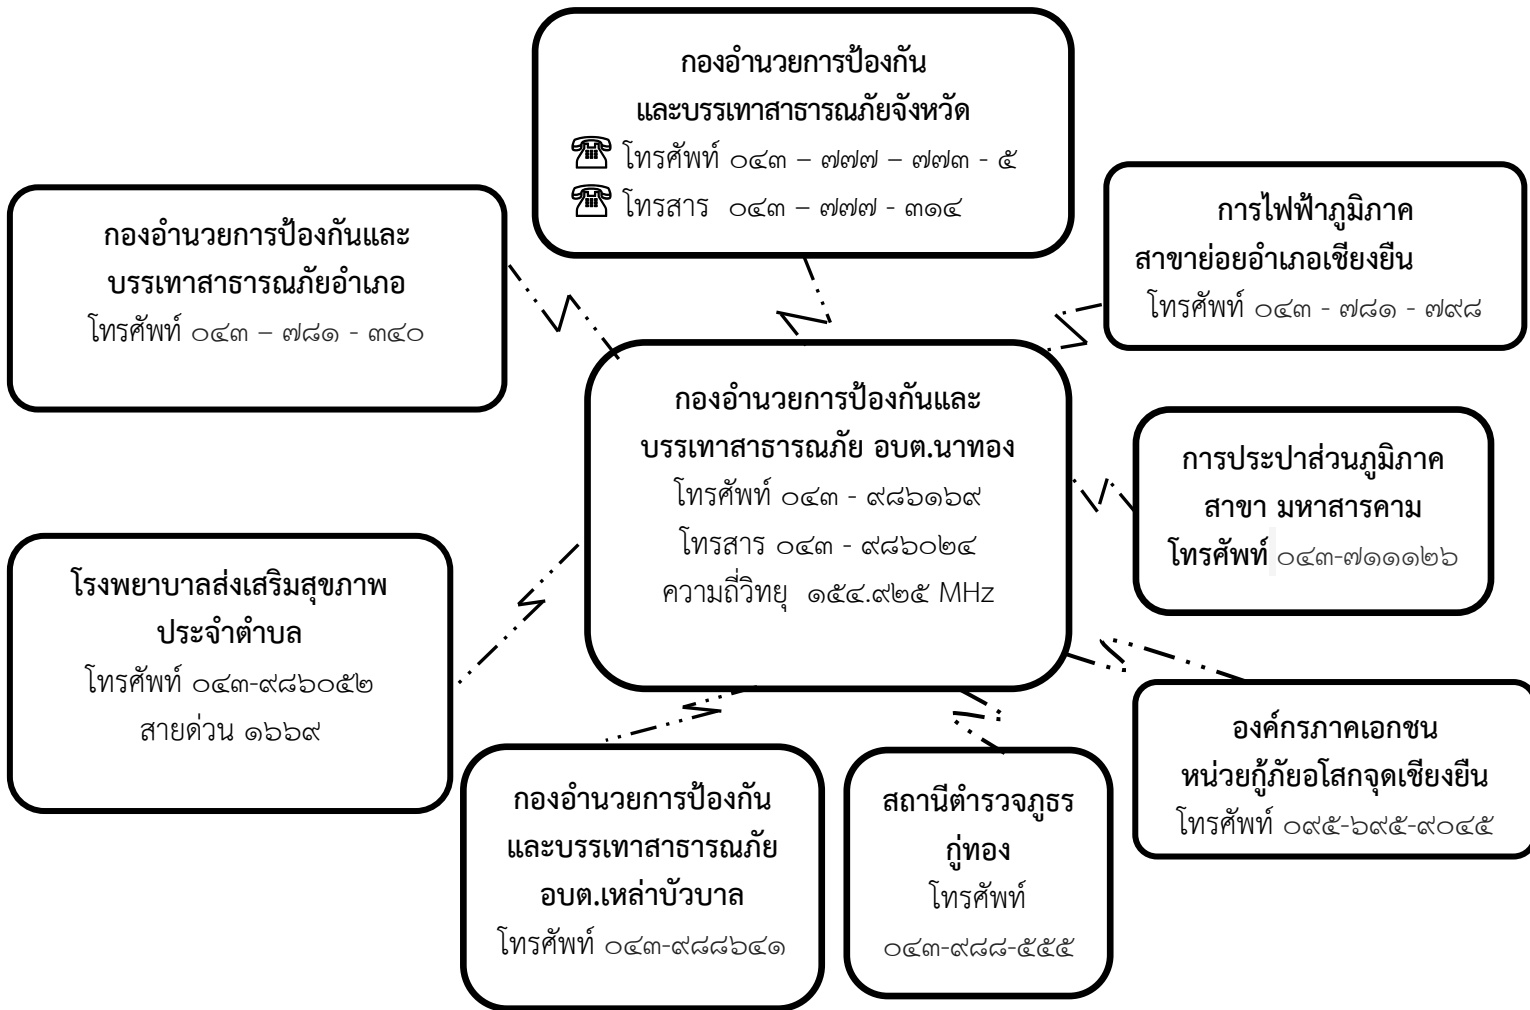 กองอำนวยการป้องกัน
และบรรเทาสาธารณภัยจังหวัด
โทรศัพท์ ๐๔๓ – ๗๗๗ – ๗๗๓ - ๕
โทรสาร ๐๔๓ – ๗๗๗ - ๓๑๔
กองอำนวยการป้องกันและ
บรรเทาสาธารณภัยอำเภอ
โทรศัพท์ ๐๔๓ – ๗๘๑ - ๓๔๐
การไฟฟ้าภูมิภาค
สาขาย่อยอำเภอเชียงยืน
โทรศัพท์ ๐๔๓ - ๗๘๑ - ๗๙๘
กองอำนวยการป้องกันและ
บรรเทาสาธารณภัย อบต.นาทอง
โทรศัพท์ ๐๔๓ - ๙๘๖๑๖๙
โทรสาร ๐๔๓ - ๙๘๖๐๒๔
ความถี่วิทยุ ๑๕๔.๙๒๕ MHz
การประปาส่วนภูมิภาค
สาขา มหาสารคาม
โทรศัพท์ ๐๔๓-๗๑๑๑๒๖
โรงพยาบาลส่งเสริมสุขภาพ
ประจำตำบล
โทรศัพท์ ๐๔๓-๙๘๖๐๕๒
สายด่วน ๑๖๖๙
องค์กรภาคเอกชน
หน่วยกู้ภัยอโสกจุดเชียงยืน
โทรศัพท์ ๐๙๕-๖๙๕-๙๐๔๕
กองอำนวยการป้องกัน
และบรรเทาสาธารณภัย
อบต.เหล่าบัวบาล
โทรศัพท์ ๐๔๓-๙๘๘๖๔๑
สถานีตำรวจภูธร
กู่ทอง
โทรศัพท์
๐๔๓-๙๘๘-๕๕๕